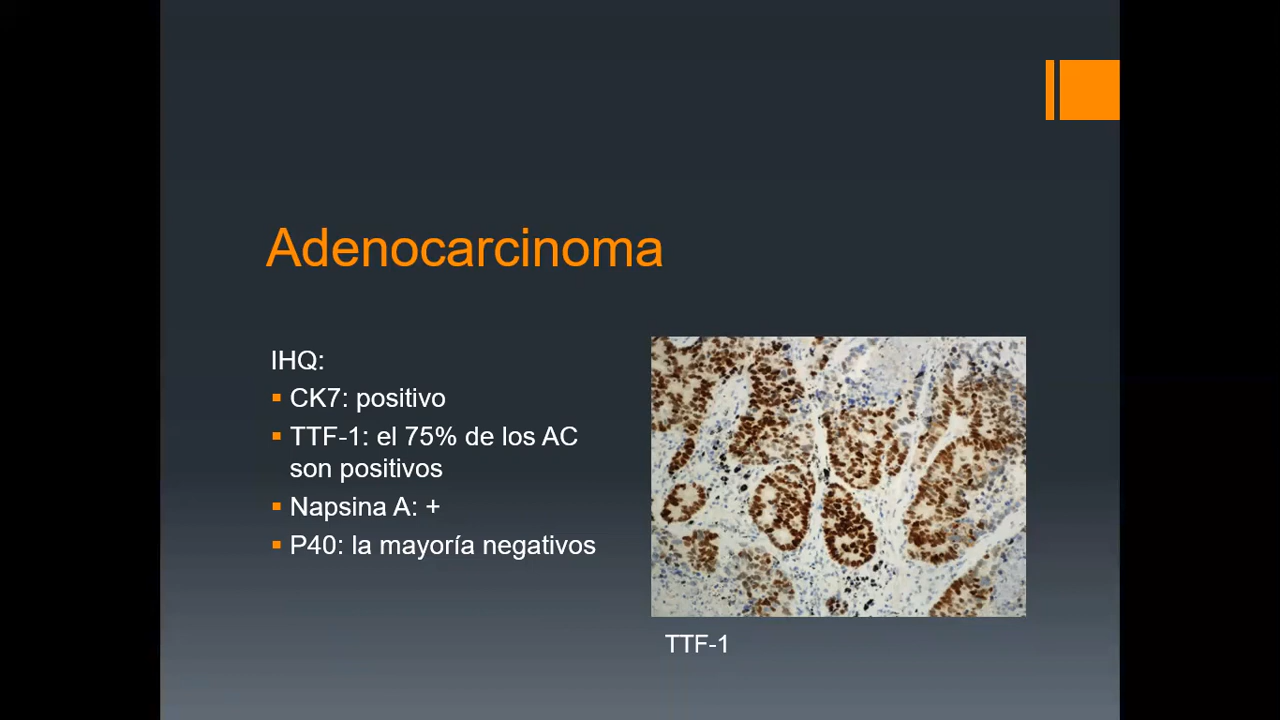 Adenocarcinoma
IHQ:
CK7: positivo
TTF-1: el 75% de los AC
son positivos
Napsina A: +
P40: la mayoría negativos
TTF-1